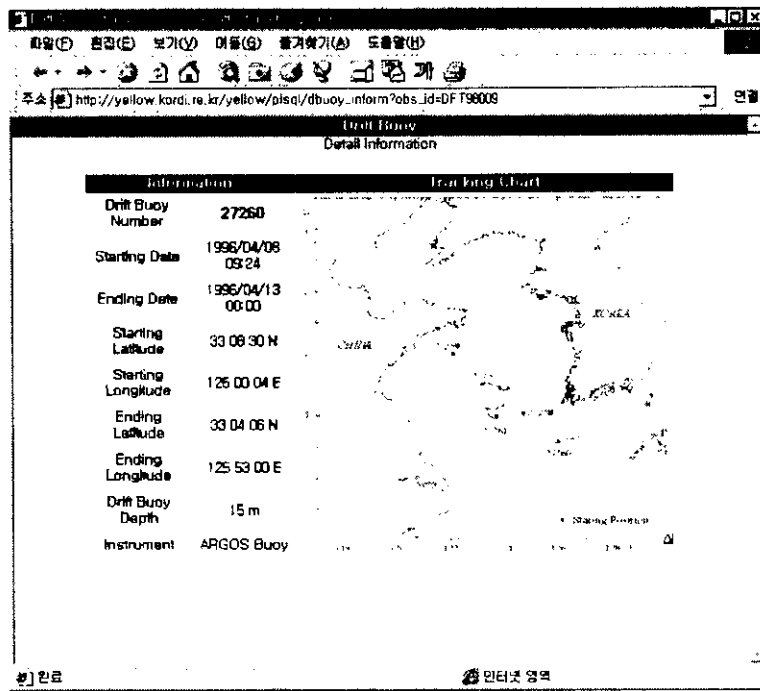 파일(F) 편집(E) 보기(V) 이동(G) 즐겨찾기(A) 도움말(H)
주소 http://yellow.kordi.re.kr/yellow/plsql/dbuoy_inform?obs_id=DFT96009 연결
Drift Buoy
Detail Information
Information Tracking Chart
Drift Buoy Number 27260
Starting Date 1996/04/08 09:24
Ending Date 1996/04/13 00:00
Starting Latitude 33 08 30 N
Starting Longitude 126 00 04 E
Ending Latitude 33 04 06 N
Ending Longitude 125 53 00 E
Drift Buoy Depth 15 m
Instrument ARGOS Buoy
CHINA
KOREA
Starting Position
완료 인터넷 영역